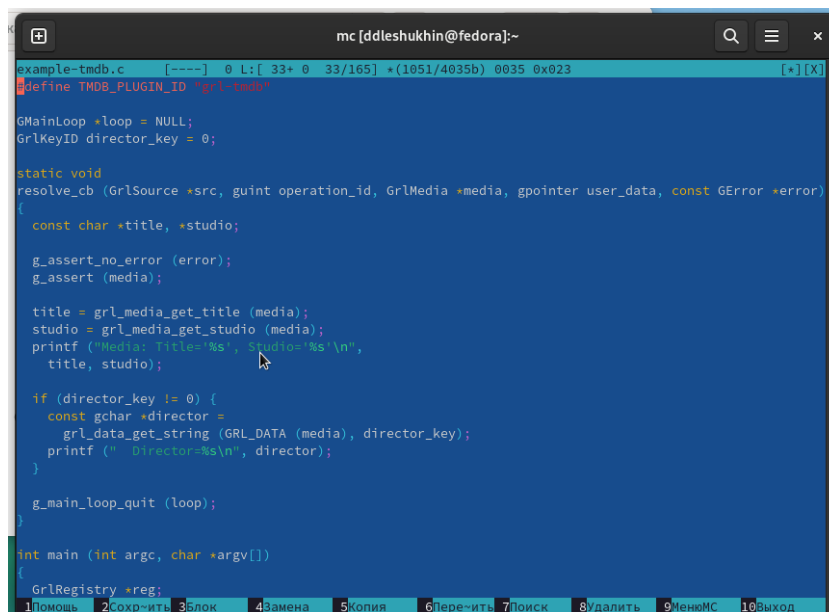 mc [ddleshukhin@fedora]:~
example-tmdb.c [----] 0 L:[ 33+ 0 33/165] *(1051/4035b) 0035 0x023 [*][X]
#define TMDB_PLUGIN_ID "grl-tmdb"
GMainLoop *loop = NULL;
GrlKeyID director_key = 0;
static void
resolve_cb (GrlSource *src, guint operation_id, GrlMedia *media, gpointer user_data, const GError *error)
{
const char *title, *studio;
g_assert_no_error (error);
g_assert (media);
title = grl_media_get_title (media);
studio = grl_media_get_studio (media);
printf ("Media: Title='%s', Studio='%s'\n",
title, studio);
if (director_key != 0) {
const gchar *director =
grl_data_get_string (GRL_DATA (media), director_key);
printf ("  Director=%s\n", director);
}
g_main_loop_quit (loop);
}
int main (int argc, char *argv[])
{
GrlRegistry *reg;
1Помощь 2Сохр~ить 3Блок 4Замена 5Копия 6Пере~ить 7Поиск 8Удалить 9МенюMC 10Выход